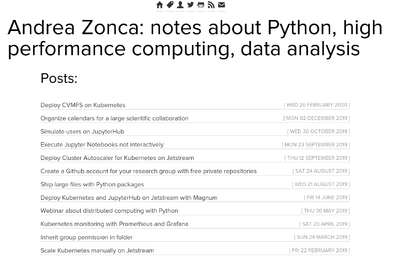 Andrea Zonca: notes about Python, high
performance computing, data analysis
Posts:
Deploy CVMFS on Kubernetes [ WED 26 FEBRUARY 2020 ]
Organize calendars for a large scientific collaboration [ MON 02 DECEMBER 2019 ]
Simulate users on JupyterHub [ WED 30 OCTOBER 2019 ]
Execute Jupyter Notebooks not interactively [ MON 23 SEPTEMBER 2019 ]
Deploy Cluster Autoscaler for Kubernetes on Jetstream [ THU 12 SEPTEMBER 2019 ]
Create a Github account for your research group with free private repositories [ SAT 24 AUGUST 2019 ]
Ship large files with Python packages [ WED 21 AUGUST 2019 ]
Deploy Kubernetes and JupyterHub on Jetstream with Magnum [ FRI 14 JUNE 2019 ]
Webinar about distributed computing with Python [ THU 30 MAY 2019 ]
Kubernetes monitoring with Prometheus and Grafana [ SAT 20 APRIL 2019 ]
Inherit group permission in folder [ SUN 24 MARCH 2019 ]
Scale Kubernetes manually on Jetstream [ FRI 22 FEBRUARY 2019 ]